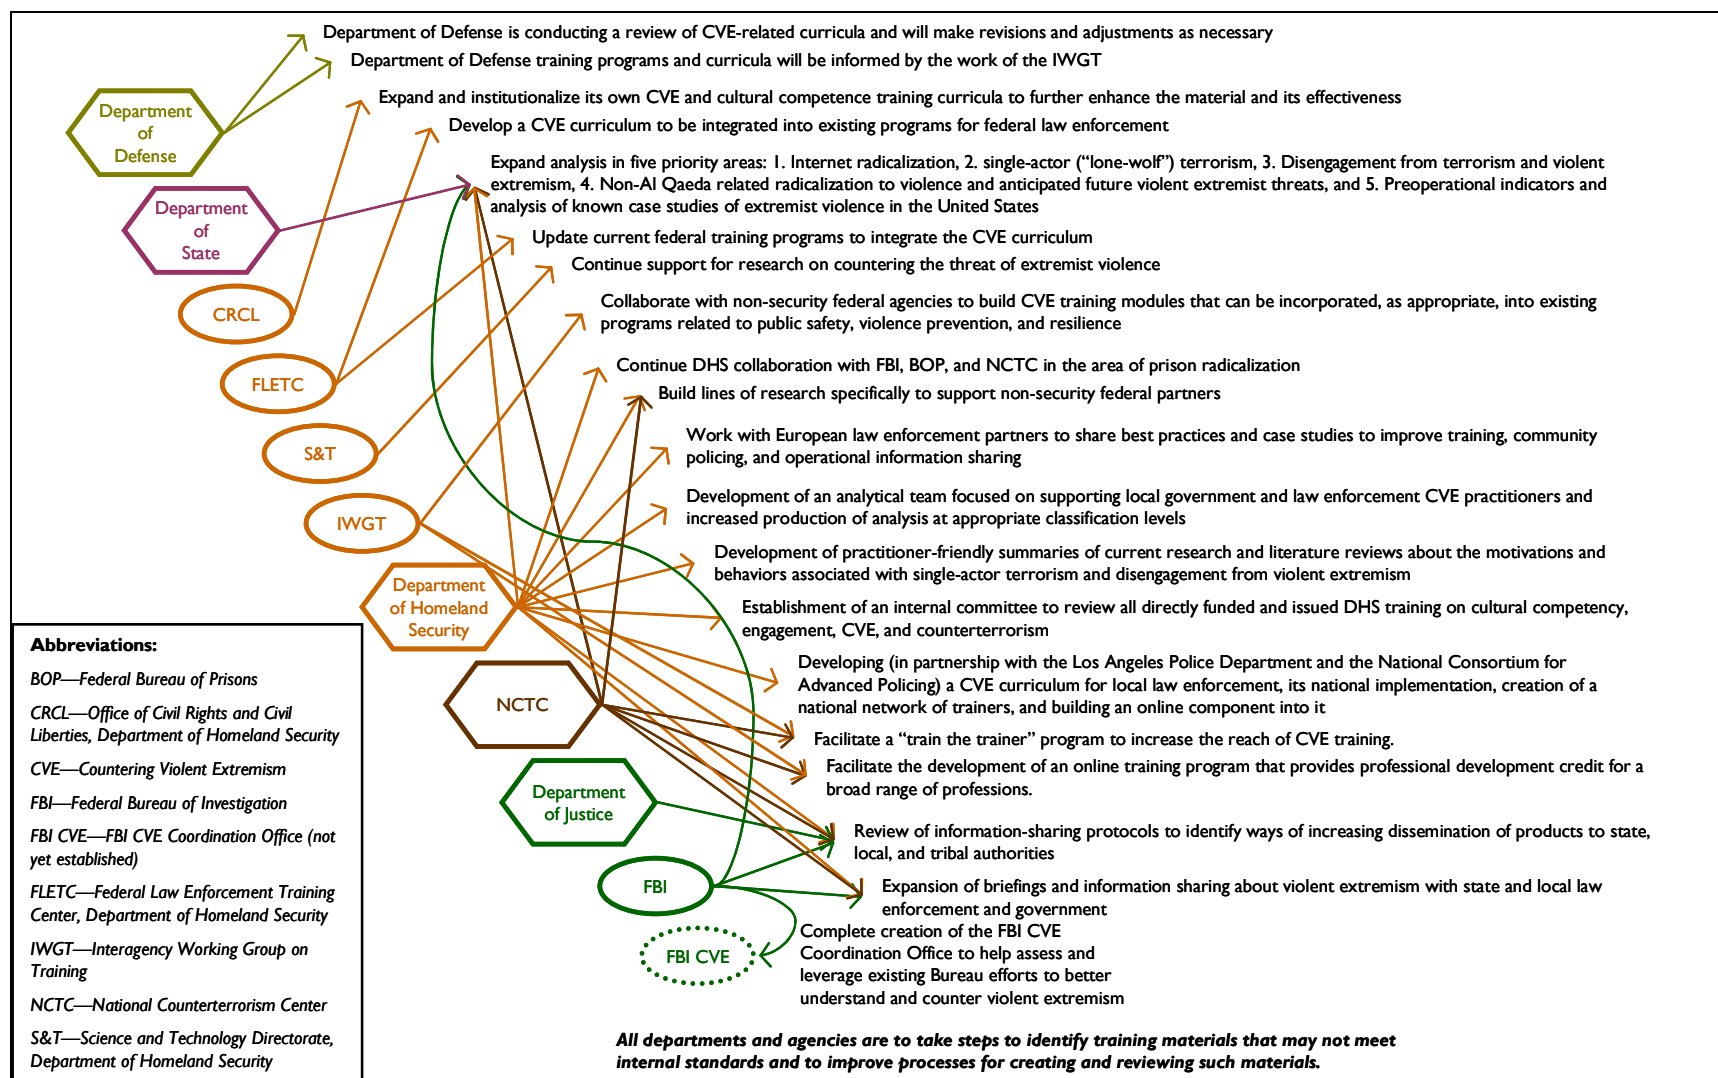 Department of Defense is conducting a review of CVE-related curricula and will make revisions and adjustments as necessary
Department of Defense training programs and curricula will be informed by the work of the IWGT
Department
of
Defense
Expand and institutionalize its own CVE and cultural competence training curricula to further enhance the material and its effectiveness
Develop a CVE curriculum to be integrated into existing programs for federal law enforcement
Expand analysis in five priority areas: 1. Internet radicalization, 2. single-actor (“lone-wolf”) terrorism, 3. Disengagement from terrorism and violent
extremism, 4. Non-Al Qaeda related radicalization to violence and anticipated future violent extremist threats, and 5. Preoperational indicators and
analysis of known case studies of extremist violence in the United States
Department
of
State
Update current federal training programs to integrate the CVE curriculum
Continue support for research on countering the threat of extremist violence
CRCL
Collaborate with non-security federal agencies to build CVE training modules that can be incorporated, as appropriate, into existing
programs related to public safety, violence prevention, and resilience
FLETC
Continue DHS collaboration with FBI, BOP, and NCTC in the area of prison radicalization
Build lines of research specifically to support non-security federal partners
S&T
Work with European law enforcement partners to share best practices and case studies to improve training, community
policing, and operational information sharing
IWGT
Development of an analytical team focused on supporting local government and law enforcement CVE practitioners and
increased production of analysis at appropriate classification levels
Development of practitioner-friendly summaries of current research and literature reviews about the motivations and
behaviors associated with single-actor terrorism and disengagement from violent extremism
Department
of Homeland
Security
Establishment of an internal committee to review all directly funded and issued DHS training on cultural competency,
engagement, CVE, and counterterrorism
Developing (in partnership with the Los Angeles Police Department and the National Consortium for
Advanced Policing) a CVE curriculum for local law enforcement, its national implementation, creation of a
national network of trainers, and building an online component into it
NCTC
Facilitate a “train the trainer” program to increase the reach of CVE training.
Facilitate the development of an online training program that provides professional development credit for a
broad range of professions.
Department
of Justice
Review of information-sharing protocols to identify ways of increasing dissemination of products to state,
local, and tribal authorities
FBI
Expansion of briefings and information sharing about violent extremism with state and local law
enforcement and government
FBI CVE
Complete creation of the FBI CVE
Coordination Office to help assess and
leverage existing Bureau efforts to better
understand and counter violent extremism
Abbreviations:
BOP—Federal Bureau of Prisons
CRCL—Office of Civil Rights and Civil
Liberties, Department of Homeland Security
CVE—Countering Violent Extremism
FBI—Federal Bureau of Investigation
FBI CVE—FBI CVE Coordination Office (not
yet established)
FLETC—Federal Law Enforcement Training
Center, Department of Homeland Security
IWGT—Interagency Working Group on
Training
NCTC—National Counterterrorism Center
S&T—Science and Technology Directorate,
Department of Homeland Security
All departments and agencies are to take steps to identify training materials that may not meet
internal standards and to improve processes for creating and reviewing such materials.